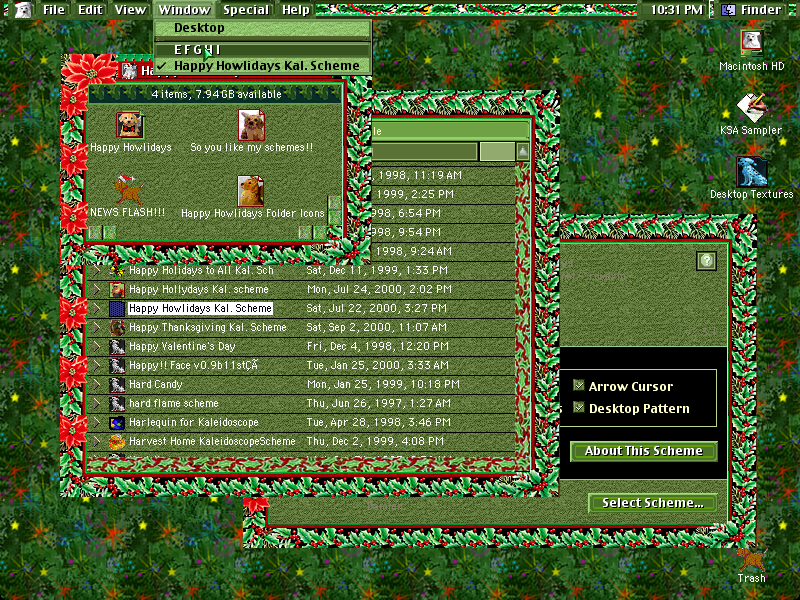 File Edit View Window Special Help 10:31 PM Finder
Desktop
E F G H I
✓ Happy Howlidays Kal. Scheme
4 items, 7.94 GB available
Happy Howlidays
So you like my schemes!!
NEWS FLASH!!!
Happy Howlidays Folder Icons
Macintosh HD
KSA Sampler
Desktop Textures
Trash
1998, 11:19 AM
1999, 2:25 PM
998, 6:54 PM
998, 9:54 PM
1998, 9:24 AM
Happy Holidays to All Kal. Sch Sat, Dec 11, 1999, 1:33 PM
Happy Hollydays Kal. scheme Mon, Jul 24, 2000, 2:02 PM
Happy Howlidays Kal. Scheme Sat, Jul 22, 2000, 3:27 PM
Happy Thanksgiving Kal. Scheme Sat, Sep 2, 2000, 11:07 AM
Happy Valentine's Day Fri, Dec 4, 1998, 12:20 PM
Happy!! Face v0.9b11stÇÃ Tue, Jan 25, 2000, 3:33 AM
Hard Candy Mon, Jan 25, 1999, 10:18 PM
hard flame scheme Thu, Jun 26, 1997, 1:27 AM
Harlequin for Kaleidoscope Tue, Apr 28, 1998, 3:46 PM
Harvest Home KaleidoscopeScheme Thu, Dec 2, 1999, 4:08 PM
?
Arrow Cursor
Desktop Pattern
About This Scheme
Select Scheme...